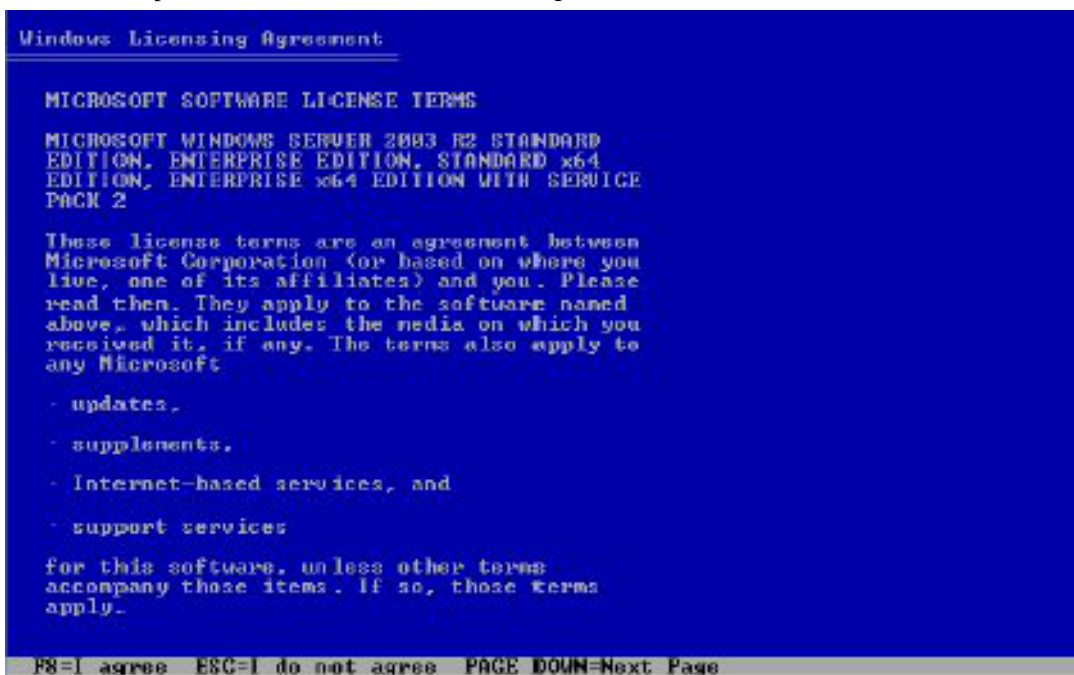 Windows Licensing Agreement
MICROSOFT SOFTWARE LICENSE TERMS
MICROSOFT WINDOWS SERVER 2003 R2 STANDARD
EDITION, ENTERPRISE EDITION, STANDARD x64
EDITION, ENTERPRISE x64 EDITION WITH SERVICE
PACK 2
These license terms are an agreement between
Microsoft Corporation (or based on where you
live, one of its affiliates) and you. Please
read them. They apply to the software named
above, which includes the media on which you
received it, if any. The terms also apply to
any Microsoft
- updates,
- supplements,
- Internet-based services, and
- support services
for this software, unless other terms
accompany those items. If so, those terms
apply.
F8=I agree ESC=I do not agree PAGE DOWN=Next Page